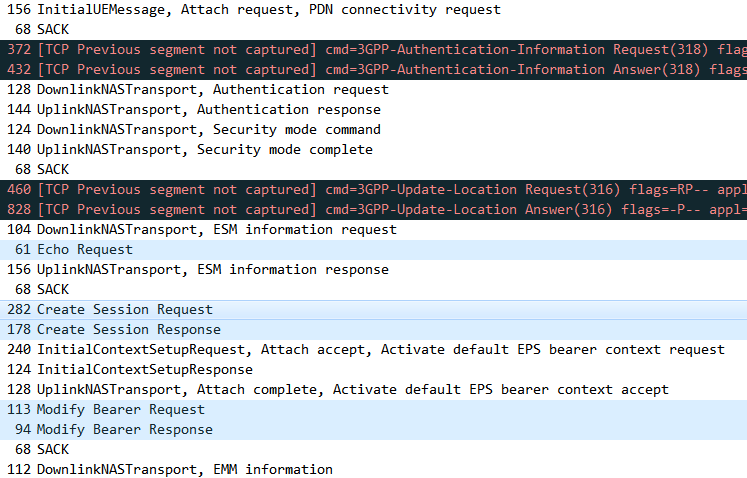 156 InitialUEMessage, Attach request, PDN connectivity request
68 SACK
372 [TCP Previous segment not captured] cmd=3GPP-Authentication-Information Request(318) flag
432 [TCP Previous segment not captured] cmd=3GPP-Authentication-Information Answer(318) flags
128 DownlinkNASTransport, Authentication request
144 UplinkNASTransport, Authentication response
124 DownlinkNASTransport, Security mode command
140 UplinkNASTransport, Security mode complete
68 SACK
460 [TCP Previous segment not captured] cmd=3GPP-Update-Location Request(316) flags=RP-- appl
828 [TCP Previous segment not captured] cmd=3GPP-Update-Location Answer(316) flags=-P-- appl=
104 DownlinkNASTransport, ESM information request
61 Echo Request
156 UplinkNASTransport, ESM information response
68 SACK
282 Create Session Request
178 Create Session Response
240 InitialContextSetupRequest, Attach accept, Activate default EPS bearer context request
124 InitialContextSetupResponse
128 UplinkNASTransport, Attach complete, Activate default EPS bearer context accept
113 Modify Bearer Request
94 Modify Bearer Response
68 SACK
112 DownlinkNASTransport, EMM information